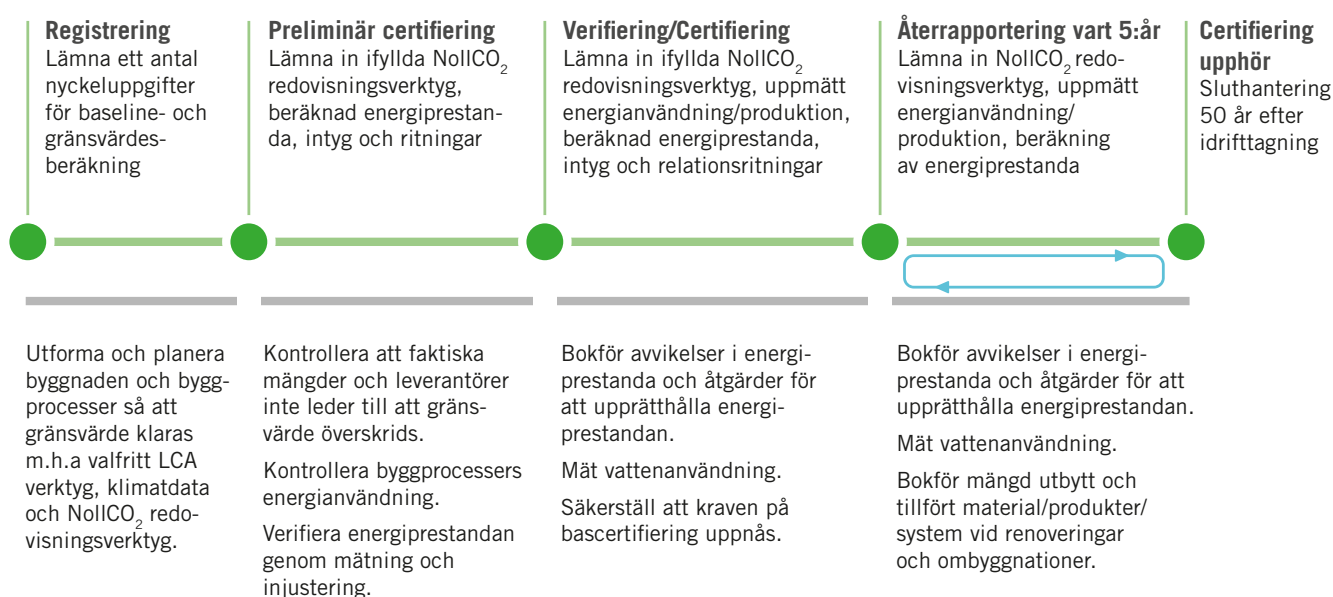 Registrering
Lämna ett antal
nyckeluppgifter
för baseline- och
gränsvärdes-
beräkning
Preliminär certifiering
Lämna in ifyllda NollCO₂
redovisningsverktyg,
beräknad energiprestan-
da, intyg och ritningar
Verifiering/Certifiering
Lämna in ifyllda NollCO₂
redovisningsverktyg, uppmätt
energianvändning/produktion,
beräknad energiprestanda,
intyg och relationsritningar
Återrapportering vart 5:år
Lämna in NollCO₂ redo-
visningsverktyg, uppmätt
energianvändning/
produktion, beräkning
av energiprestanda
Certifiering
upphör
Sluthantering
50 år efter
idrifttagning
Utforma och planera
byggnaden och bygg-
processer så att
gränsvärde klaras
m.h.a valfritt LCA
verktyg, klimatdata
och NollCO₂ redo-
visningsverktyg.
Kontrollera att faktiska
mängder och leverantörer
inte leder till att gräns-
värde överskrids.
Kontrollera byggprocessers
energianvändning.
Verifiera energiprestandan
genom mätning och
injustering.
Bokför avvikelser i energi-
prestanda och åtgärder för
att upprätthålla energi-
prestandan.
Mät vattenanvändning.
Säkerställ att kraven på
bascertifiering uppnås.
Bokför avvikelser i energi-
prestanda och åtgärder för att
upprätthålla energiprestandan.
Mät vattenanvändning.
Bokför mängd utbytt och
tillfört material/produkter/
system vid renoveringar
och ombyggnationer.